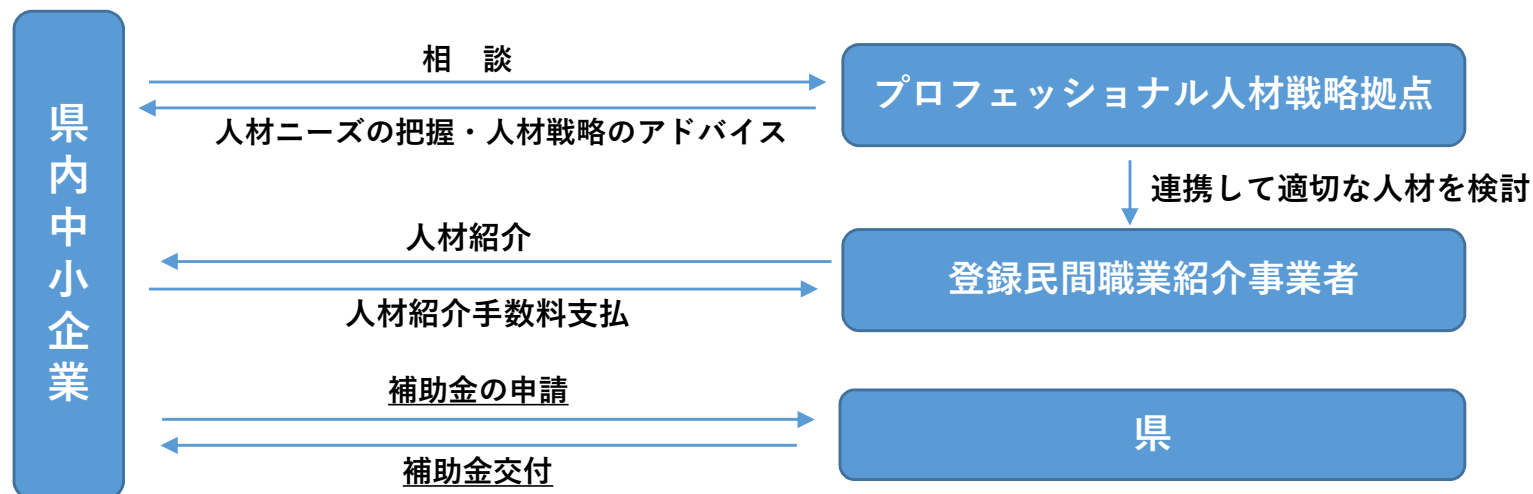 県内中小企業
相　談
プロフェッショナル人材戦略拠点
人材ニーズの把握・人材戦略のアドバイス
連携して適切な人材を検討
人材紹介
登録民間職業紹介事業者
人材紹介手数料支払
補助金の申請
県
補助金交付